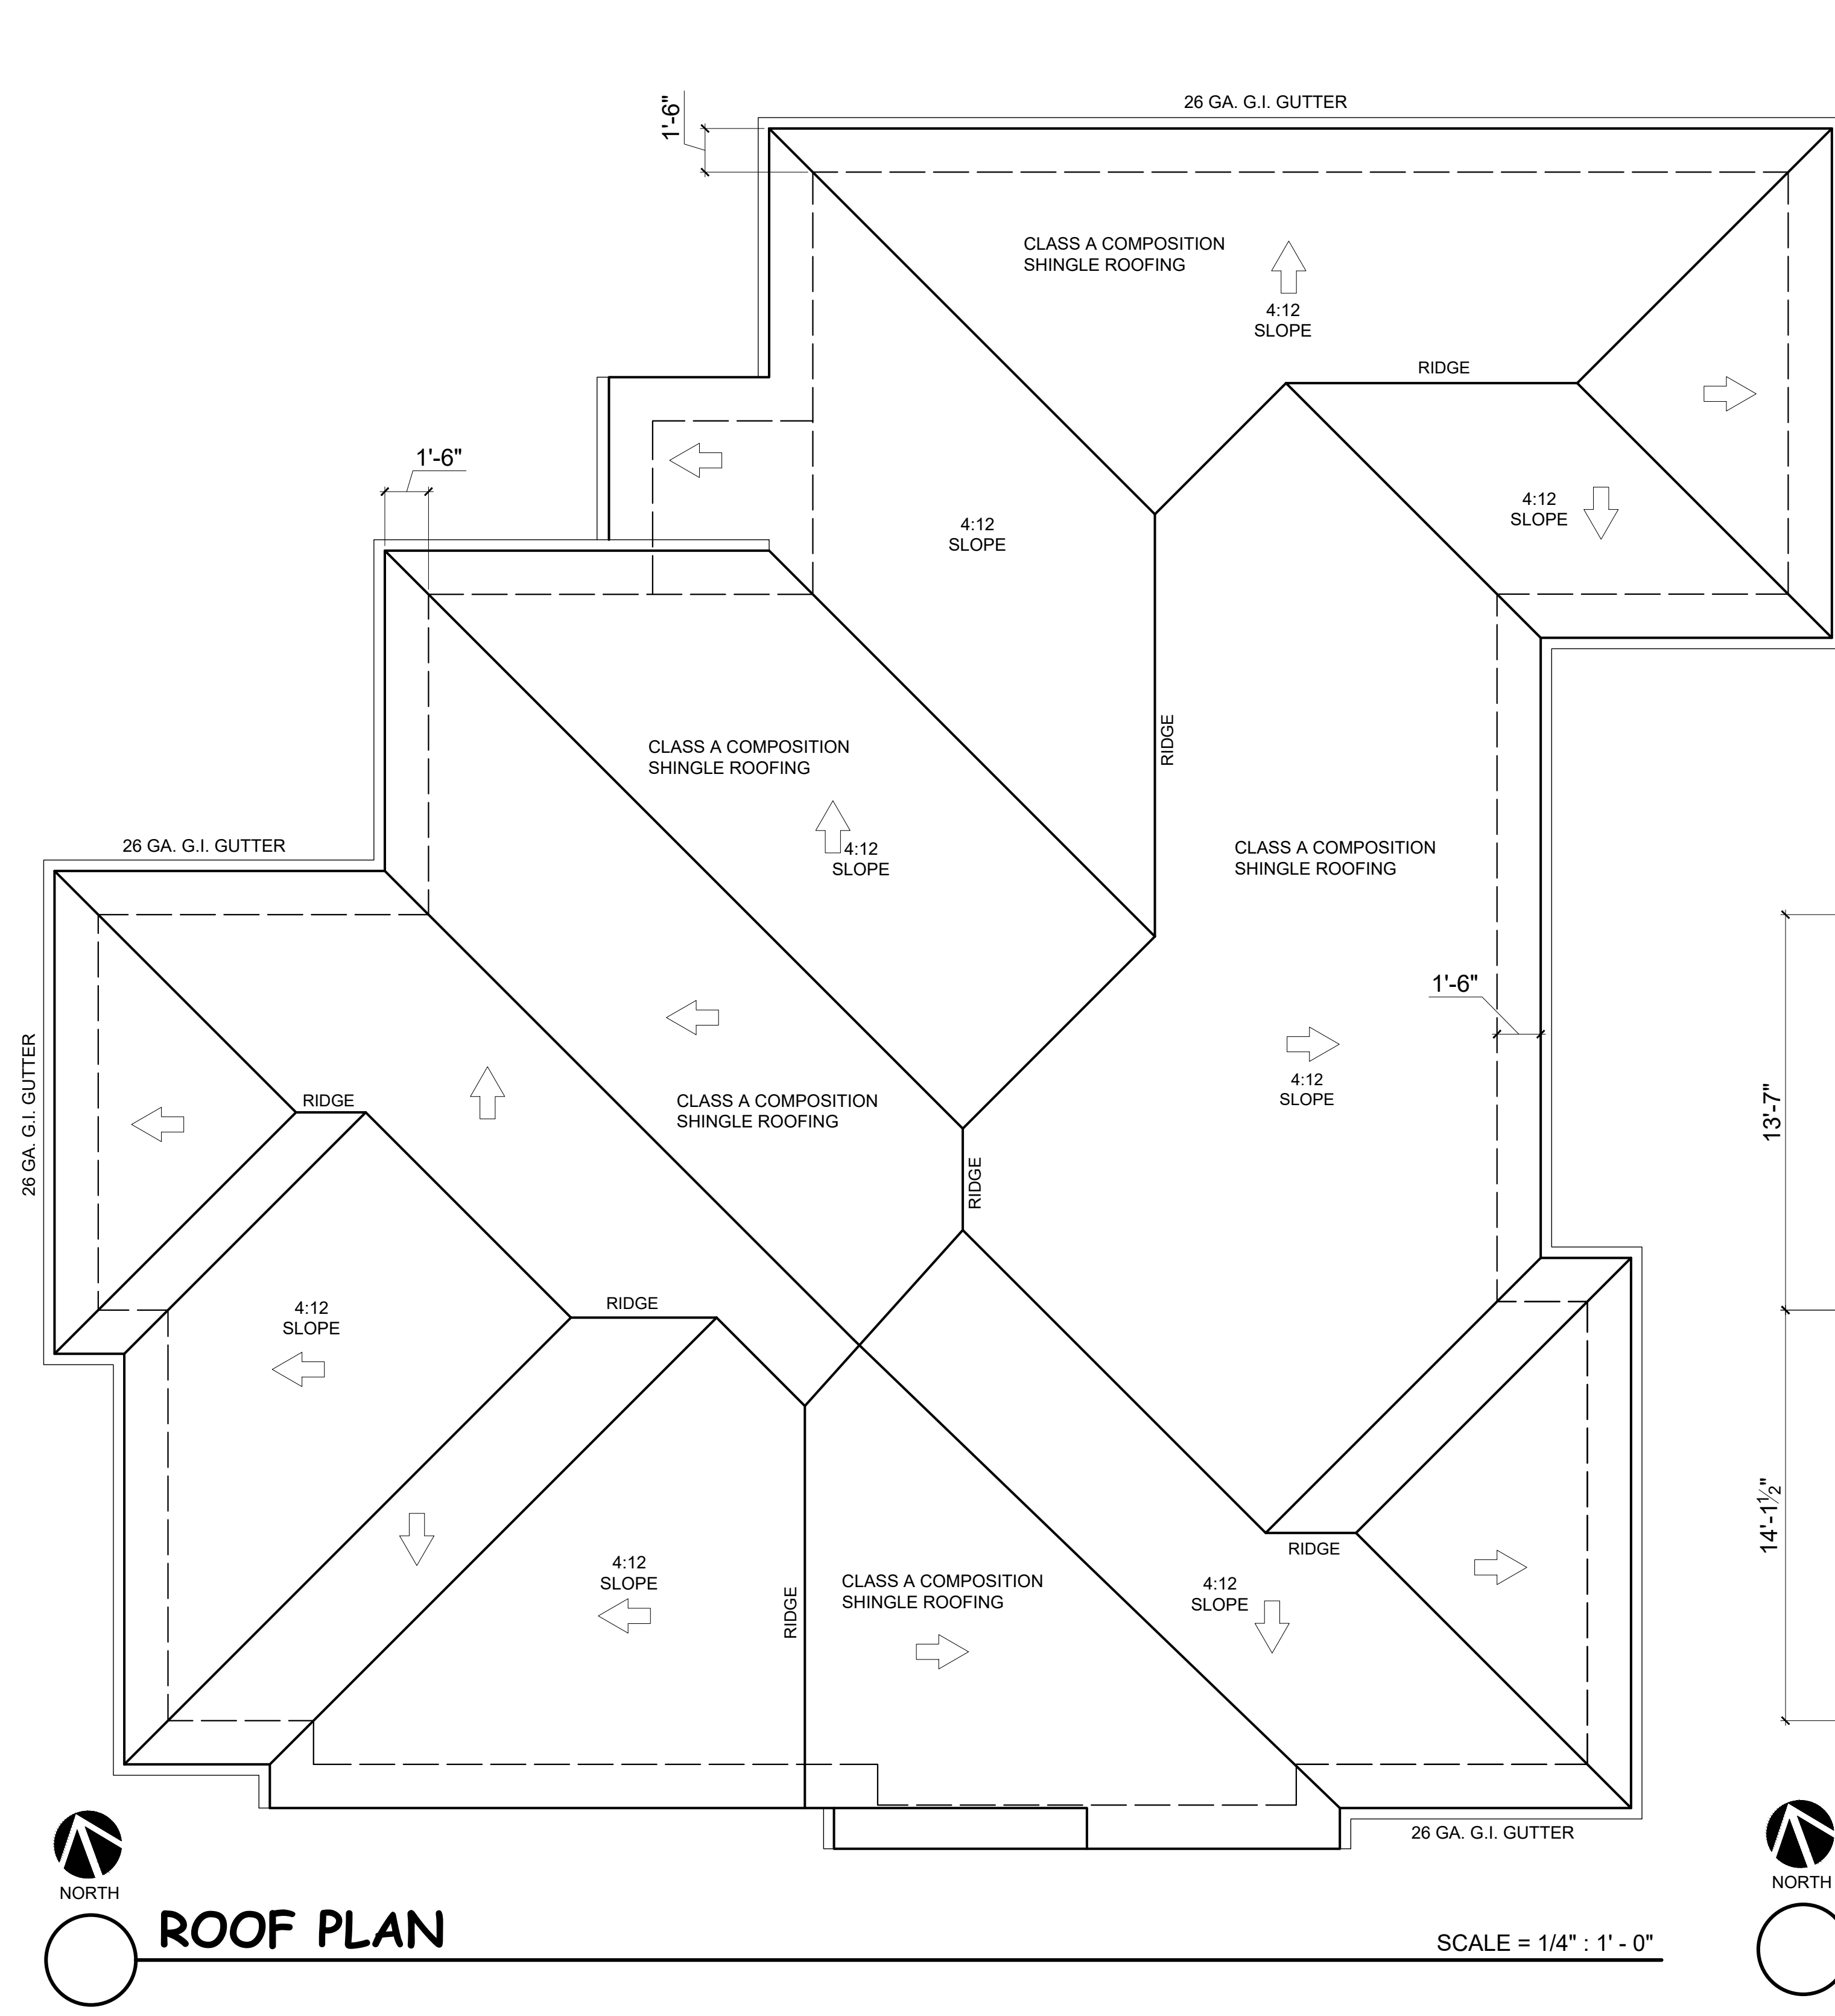 26 GA. G.I. GUTTER
1'-6"
CLASS A COMPOSITION
SHINGLE ROOFING
4:12
SLOPE
RIDGE
1'-6"
4:12
SLOPE
4:12
SLOPE
RIDGE
CLASS A COMPOSITION
SHINGLE ROOFING
4:12
SLOPE
26 GA. G.I. GUTTER
CLASS A COMPOSITION
SHINGLE ROOFING
1'-6"
26 GA. G.I. GUTTER
RIDGE
CLASS A COMPOSITION
SHINGLE ROOFING
4:12
SLOPE
13'-7"
RIDGE
4:12
SLOPE
RIDGE
14'-1½"
RIDGE
4:12
SLOPE
RIDGE
CLASS A COMPOSITION
SHINGLE ROOFING
4:12
SLOPE
26 GA. G.I. GUTTER
NORTH
NORTH
ROOF PLAN
SCALE = 1/4" : 1' - 0"